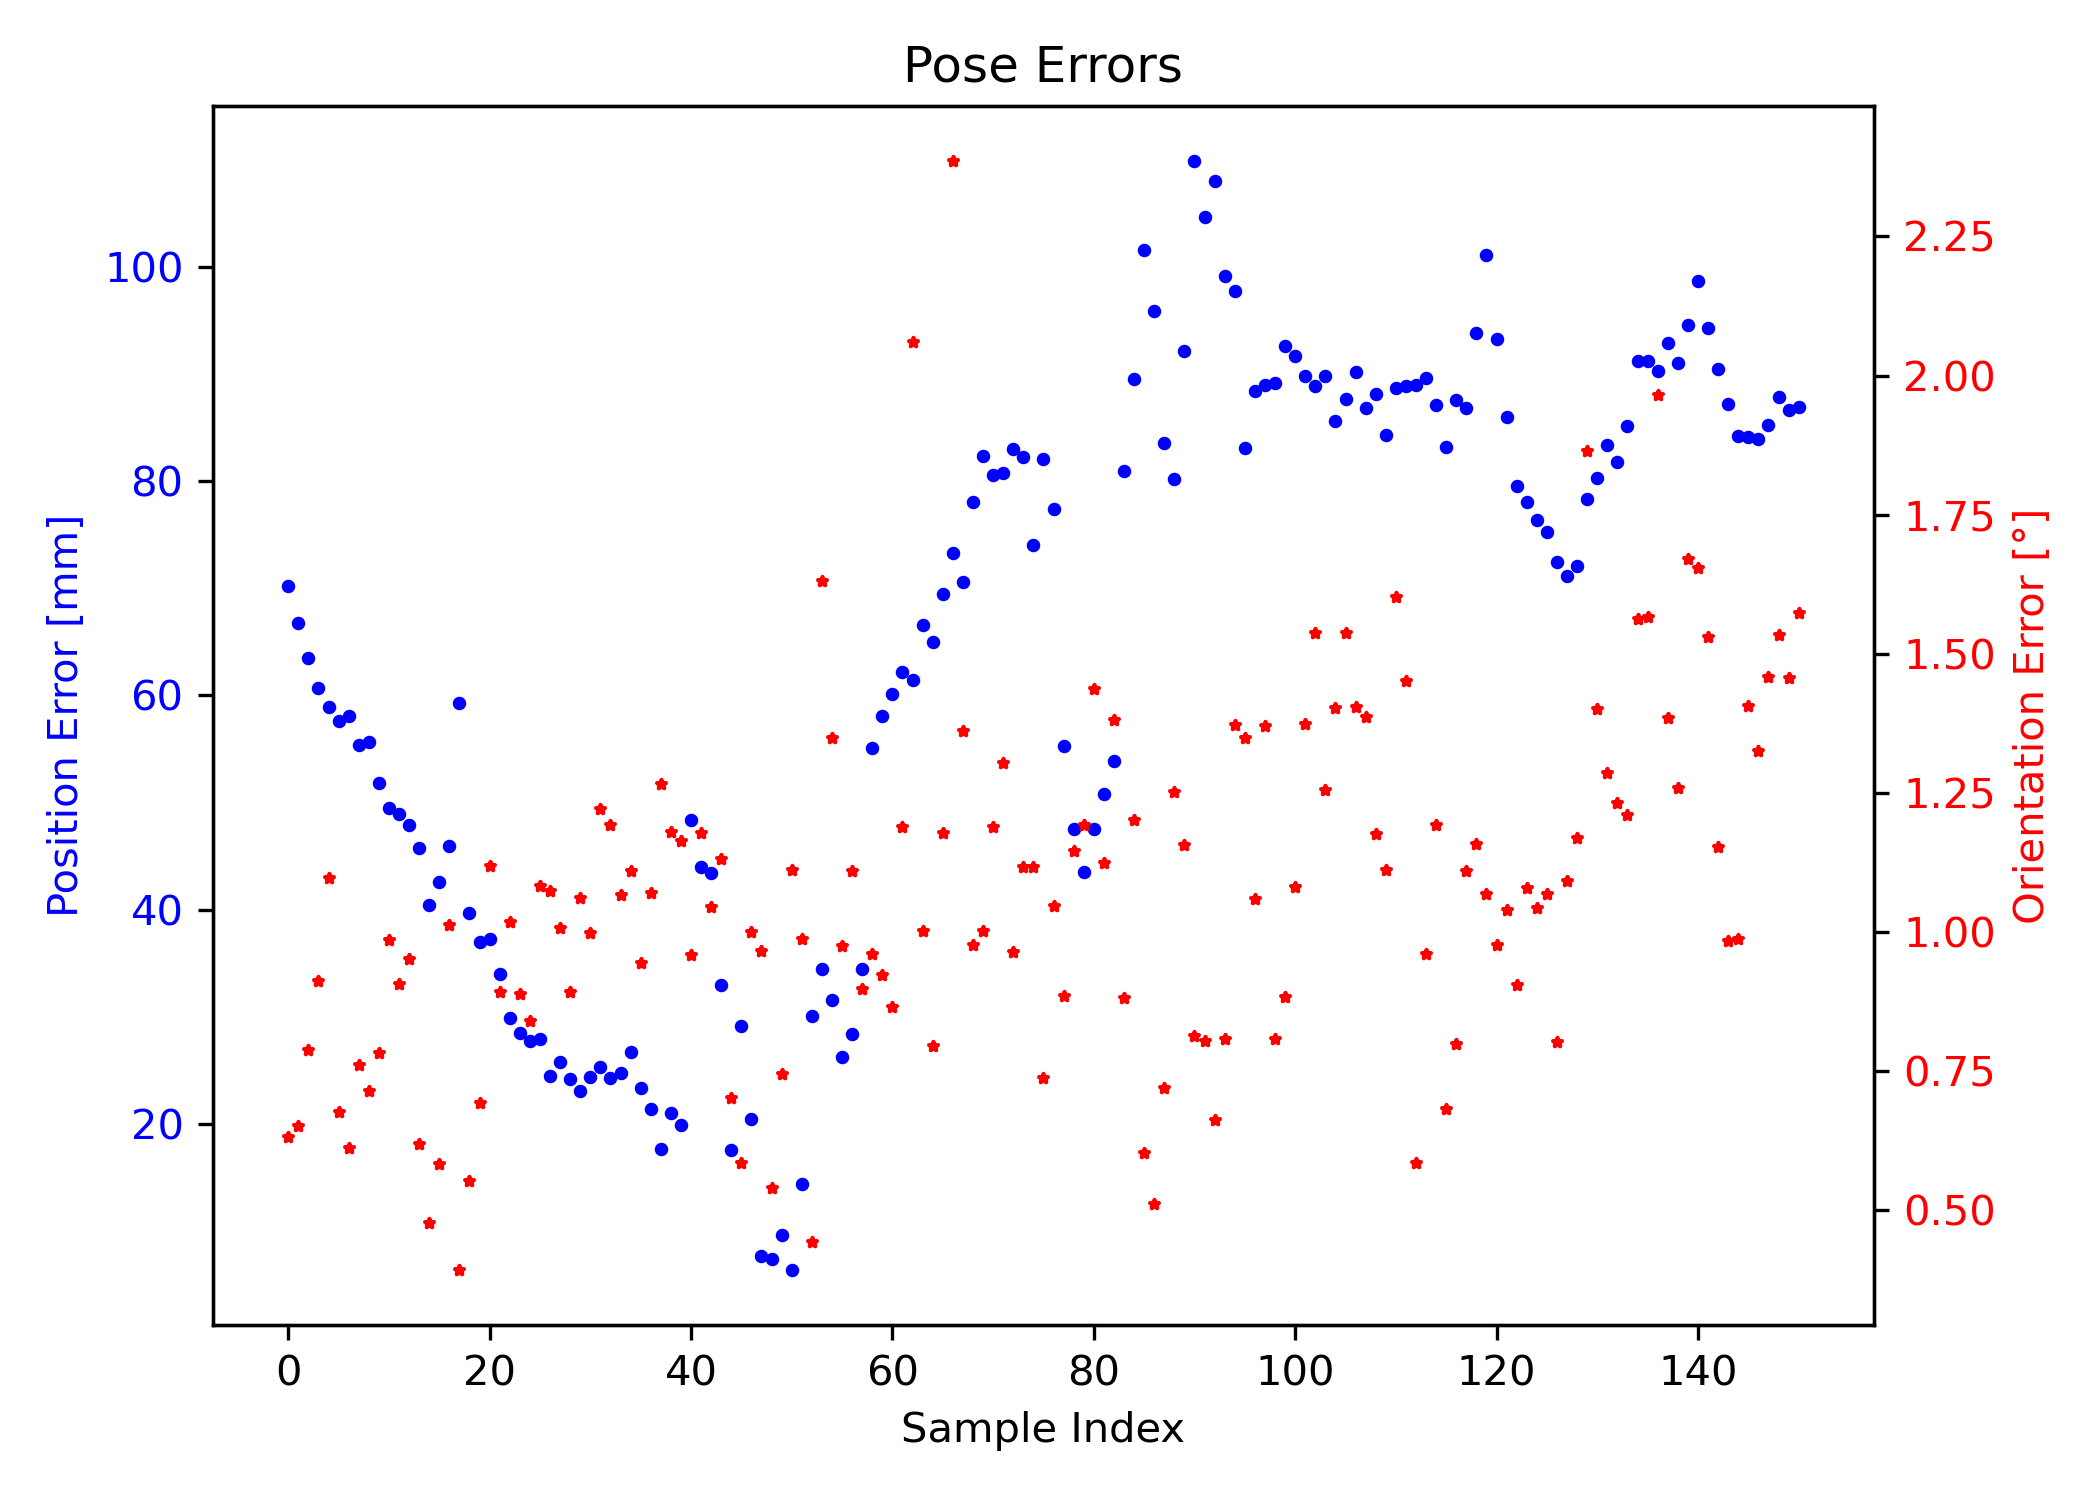 Pose Errors
Position Error [mm]
100
80
60
40
20
2.25
2.00
1.75
1.50
1.25
1.00
0.75
0.50
Orientation Error [°]
0 20 40 60 80 100 120 140
Sample Index